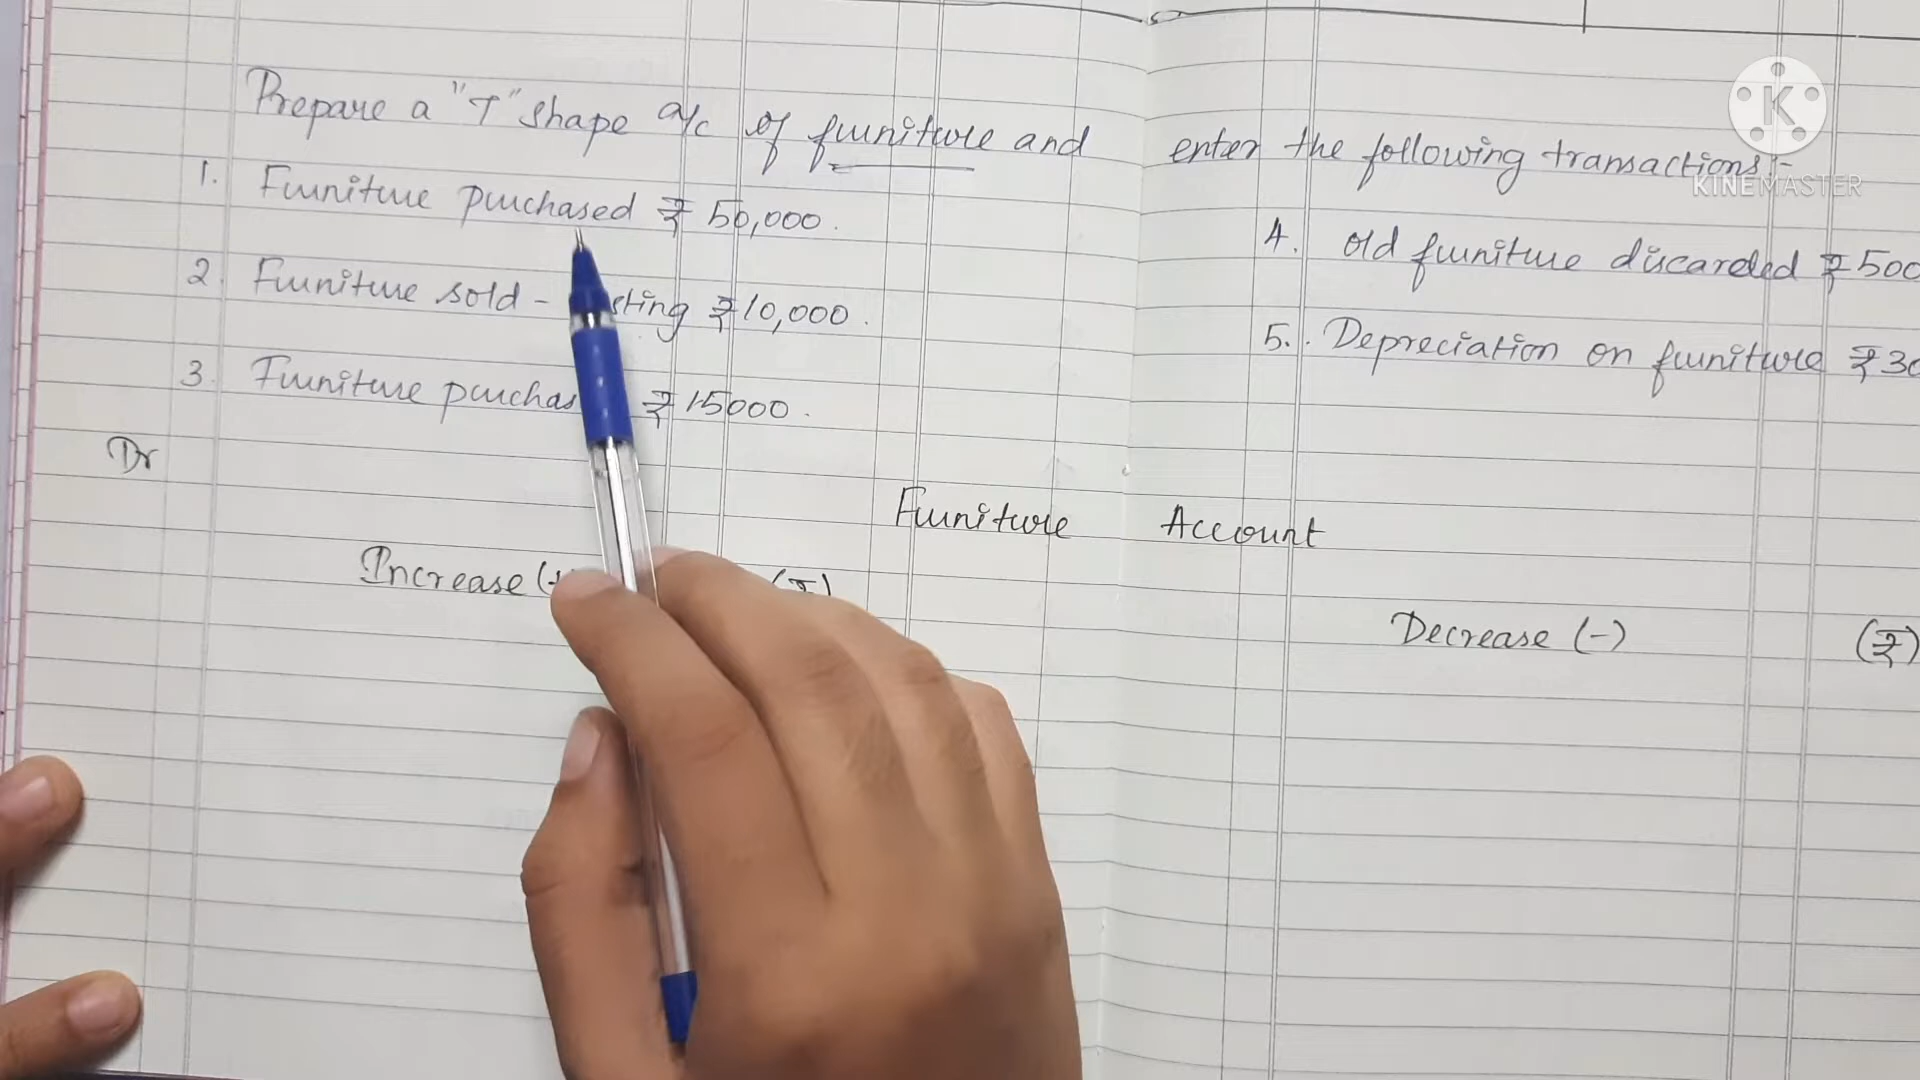 Prepare a "T" shape a/c of furniture and enter the following transactions:-
1. Furniture purchased ₹ 50,000.
2. Furniture sold - ₹ 10,000.
3. Furniture ₹ 15000.
4. old furniture discarded
5. Depreciation on furniture
Dr
Furniture Account
Increase (₹)
Decrease (-) (₹)
K
KINEMASTER